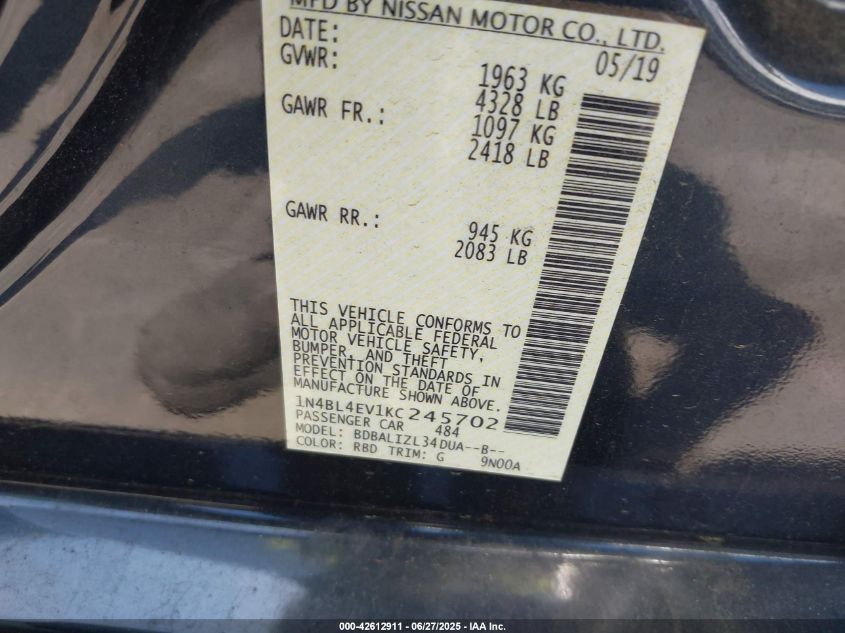 MFD BY NISSAN MOTOR CO., LTD.
DATE: 05/19
GVWR: 1963 KG
4328 LB
GAWR FR.: 1097 KG
2418 LB
GAWR RR.: 945 KG
2083 LB
THIS VEHICLE CONFORMS TO
ALL APPLICABLE FEDERAL
MOTOR VEHICLE SAFETY,
BUMPER, AND THEFT
PREVENTION STANDARDS IN
EFFECT ON THE DATE OF
MANUFACTURE SHOWN ABOVE.
1N4BL4EV1KC245702
PASSENGER CAR 484
MODEL: BDBALIZL34DUA--B--
COLOR: RBD TRIM: G 9N00A
000-42612911 - 06/27/2025 - IAA Inc.